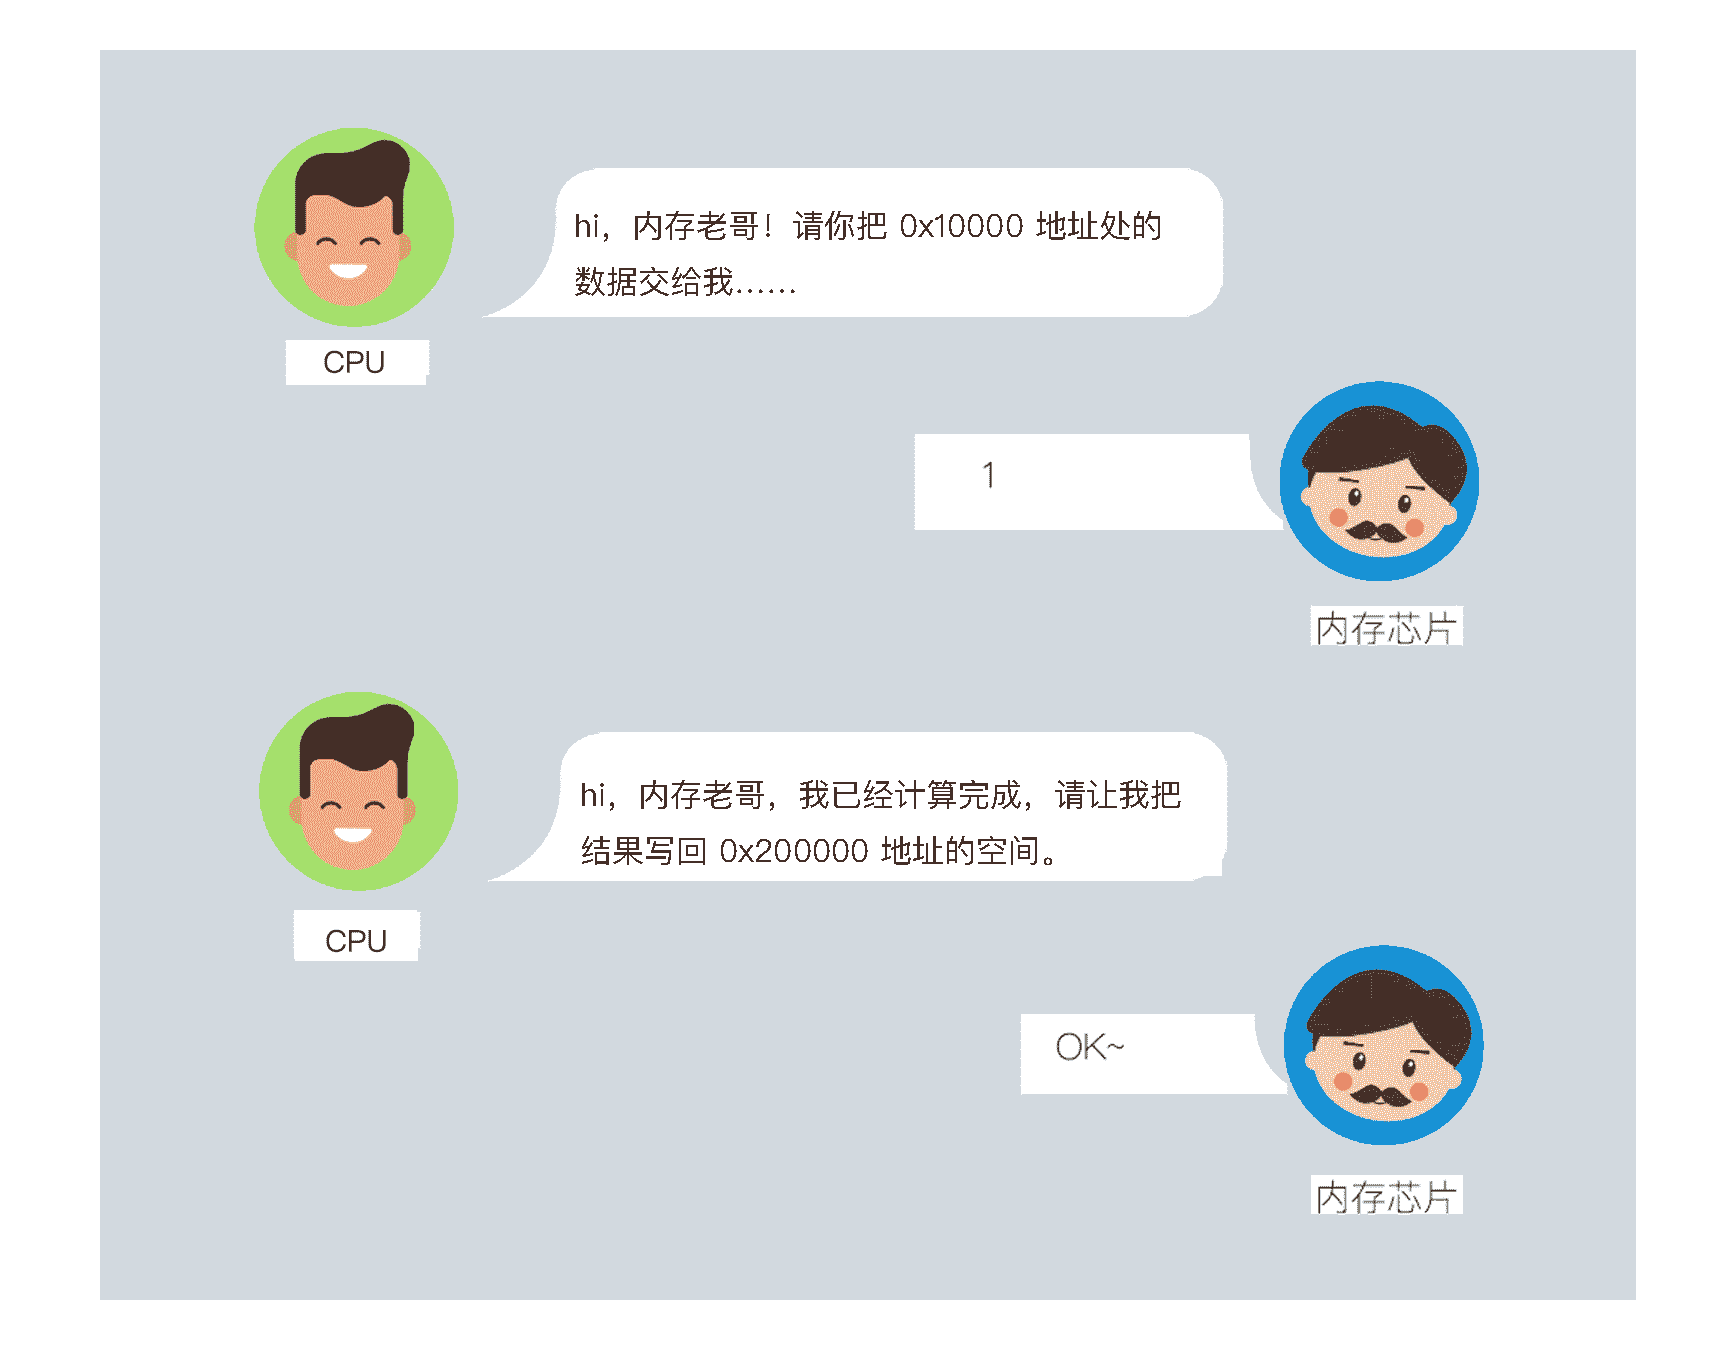 hi，内存老哥！请你把 0x10000 地址处的
数据交给我……
CPU
1
内存芯片
hi，内存老哥，我已经计算完成，请让我把
结果写回 0x200000 地址的空间。
CPU
OK~
内存芯片